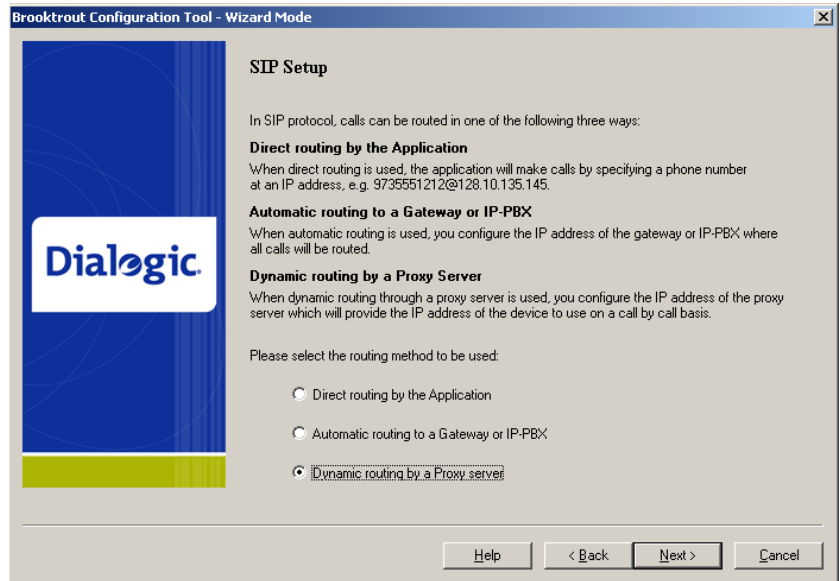 Brooktrout Configuration Tool - Wizard Mode
SIP Setup
In SIP protocol, calls can be routed in one of the following three ways:
Direct routing by the Application
When direct routing is used, the application will make calls by specifying a phone number
at an IP address, e.g. 9735551212@128.10.135.145.
Automatic routing to a Gateway or IP-PBX
When automatic routing is used, you configure the IP address of the gateway or IP-PBX where
all calls will be routed.
Dialogic.
Dynamic routing by a Proxy Server
When dynamic routing through a proxy server is used, you configure the IP address of the proxy
server which will provide the IP address of the device to use on a call by call basis.
Please select the routing method to be used:
Direct routing by the Application
Automatic routing to a Gateway or IP-PBX
Dynamic routing by a Proxy server
Help
< Back
Next >
Cancel